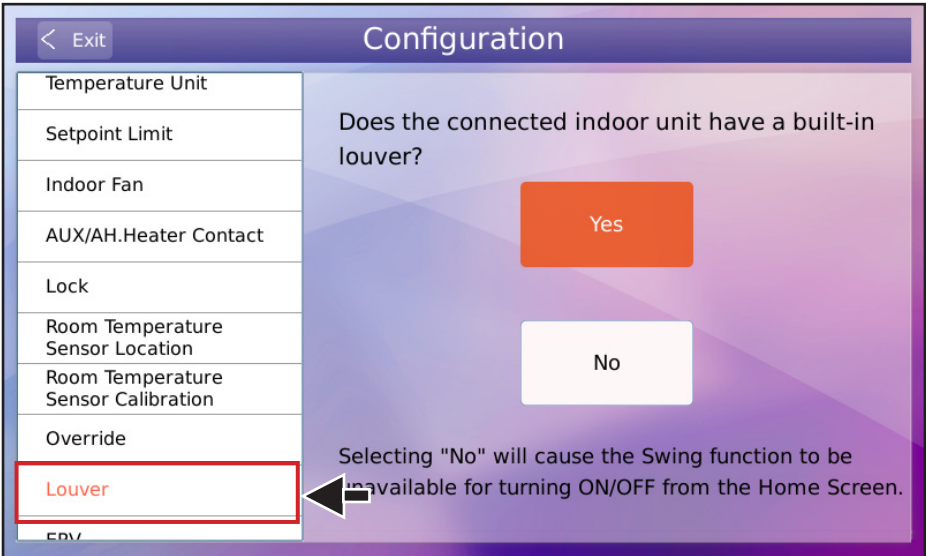 Exit
Configuration
Temperature Unit
Setpoint Limit
Indoor Fan
AUX/AH.Heater Contact
Lock
Room Temperature
Sensor Location
Room Temperature
Sensor Calibration
Override
Louver
ERV
Does the connected indoor unit have a built-in
louver?
Yes
No
Selecting "No" will cause the Swing function to be
unavailable for turning ON/OFF from the Home Screen.